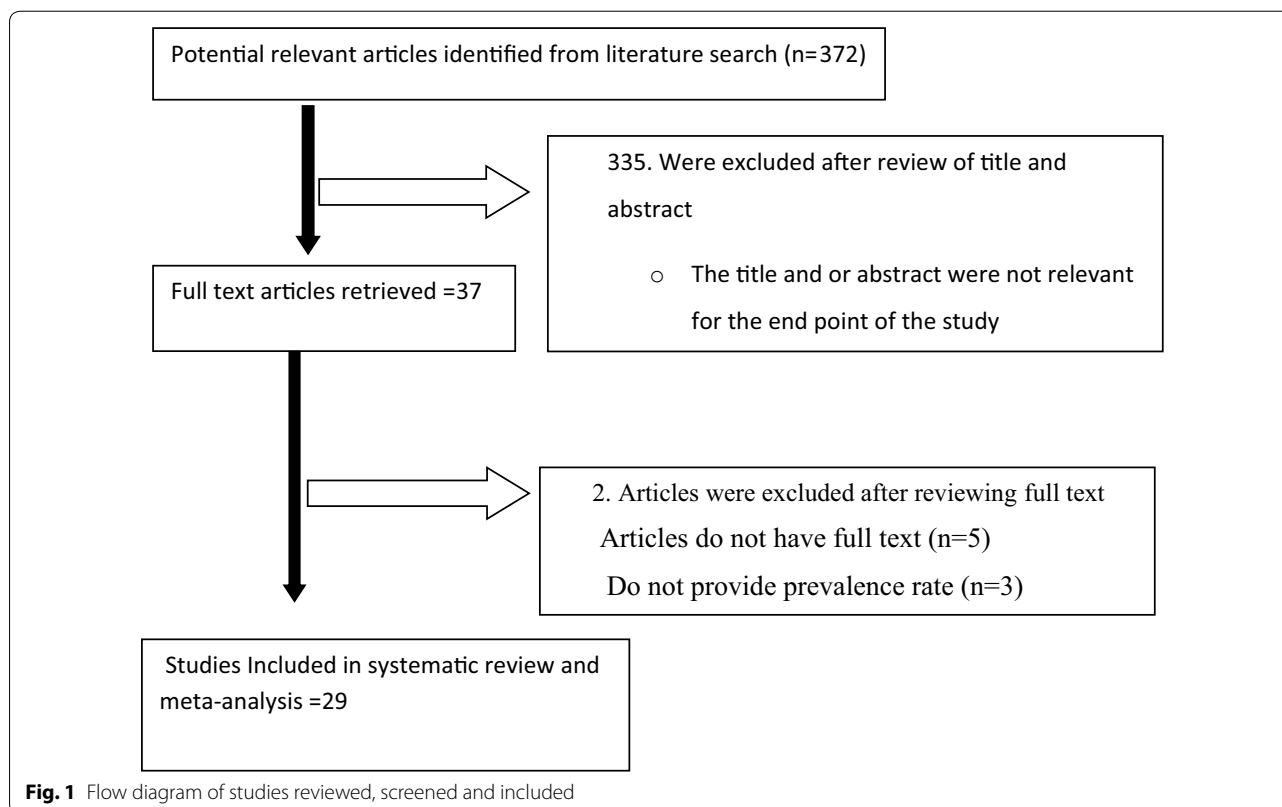 Potential relevant articles identified from literature search (n=372)
335. Were excluded after review of title and
abstract
o The title and or abstract were not relevant
for the end point of the study
Full text articles retrieved =37
2. Articles were excluded after reviewing full text
Articles do not have full text (n=5)
Do not provide prevalence rate (n=3)
Studies Included in systematic review and
meta-analysis =29
Fig. 1 Flow diagram of studies reviewed, screened and included